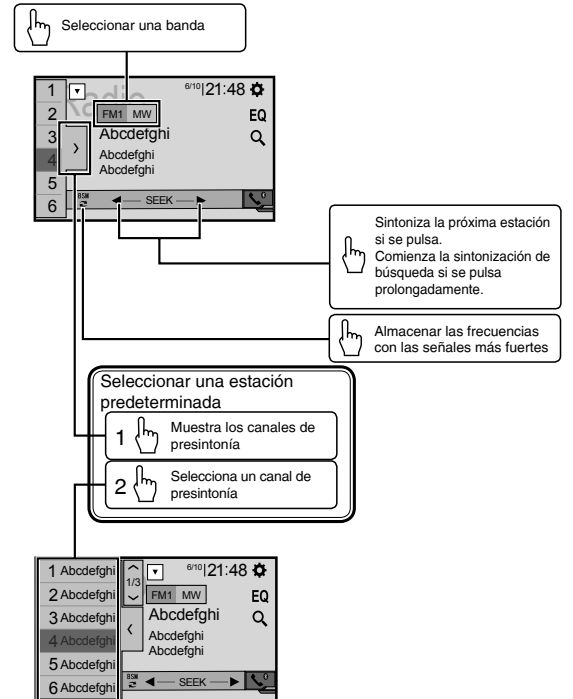 Seleccionar una banda
Radio
6/10|21:48
FM1 MW
EQ
Abcdefghi
Abcdefghi
Abcdefghi
1
2
3
4
5
6
BSM
SEEK
Sintoniza la próxima estación
si se pulsa.
Comienza la sintonización de
búsqueda si se pulsa
prolongadamente.
Almacenar las frecuencias
con las señales más fuertes
Seleccionar una estación
predeterminada
1 Muestra los canales de
presintonía
2 Selecciona un canal de
presintonía
1 Abcdefghi
2 Abcdefghi
3 Abcdefghi
4 Abcdefghi
5 Abcdefghi
6 Abcdefghi
1/3
6/10|21:48
FM1 MW
EQ
Abcdefghi
Abcdefghi
Abcdefghi
BSM
SEEK